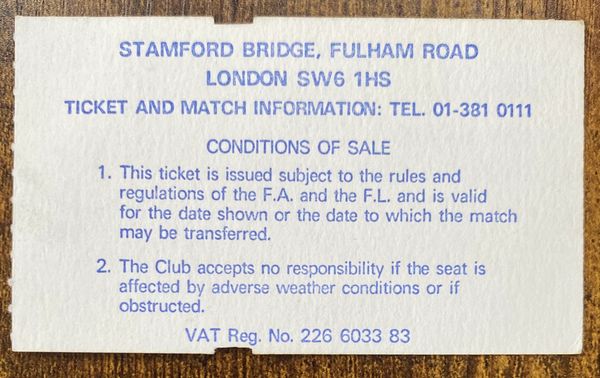 STAMFORD BRIDGE, FULHAM ROAD
LONDON SW6 1HS
TICKET AND MATCH INFORMATION: TEL. 01-381 0111
CONDITIONS OF SALE
1. This ticket is issued subject to the rules and
regulations of the F.A. and the F.L. and is valid
for the date shown or the date to which the match
may be transferred.
2. The Club accepts no responsibility if the seat is
affected by adverse weather conditions or if
obstructed.
VAT Reg. No. 226 6033 83